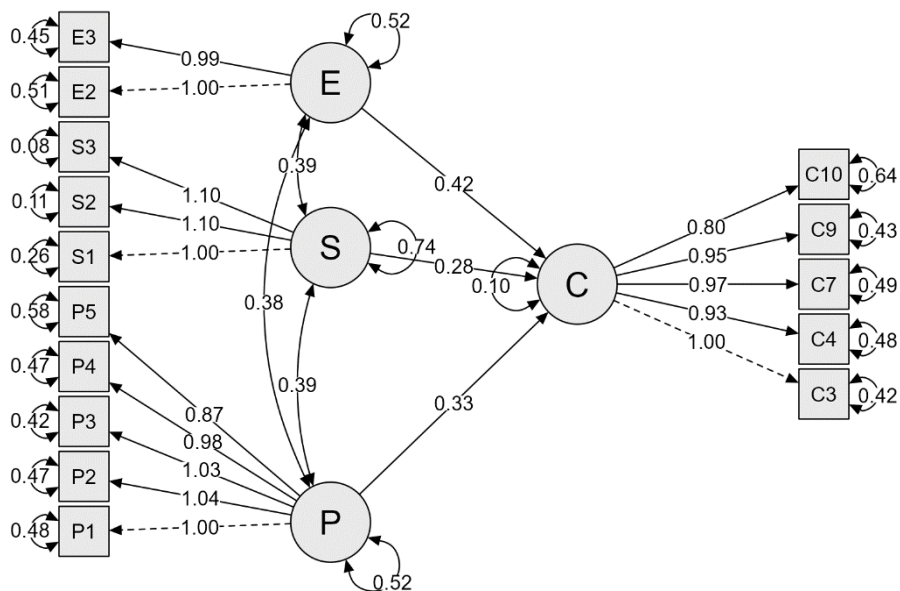 0.52
0.45 E3
0.99
E
0.51 E2
1.00
0.08 S3
0.39
C10 0.64
0.42
0.11 S2
1.10
0.80
1.10
C9 0.43
0.26 S1
1.00
S
0.74
0.28
0.95
0.10
C
0.97
C7 0.49
0.58 P5
0.38
0.93
C4 0.48
1.00
0.47 P4
0.39
C3 0.42
0.87
0.33
0.42 P3
0.98
1.03
0.47 P2
1.04
0.48 P1
1.00
P
0.52